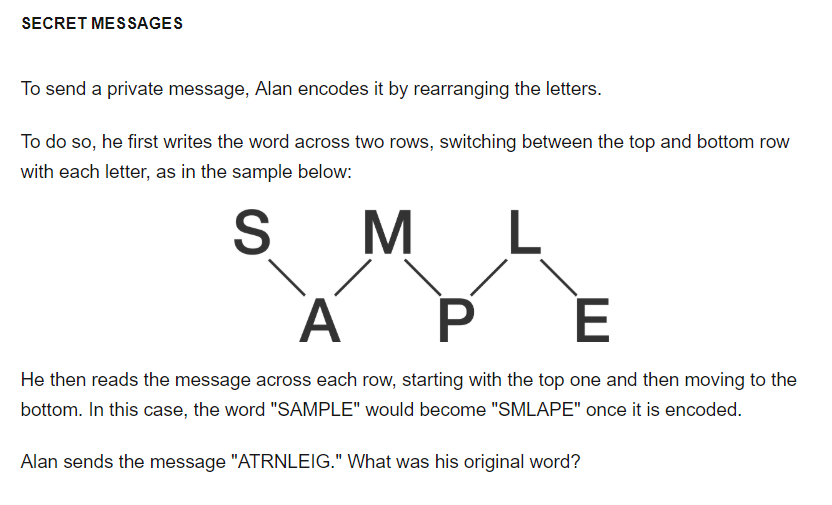 SECRET MESSAGES
To send a private message, Alan encodes it by rearranging the letters.
To do so, he first writes the word across two rows, switching between the top and bottom row
with each letter, as in the sample below:
S M L
A P E
He then reads the message across each row, starting with the top one and then moving to the
bottom. In this case, the word "SAMPLE" would become "SMLAPE" once it is encoded.
Alan sends the message "ATRNLEIG." What was his original word?